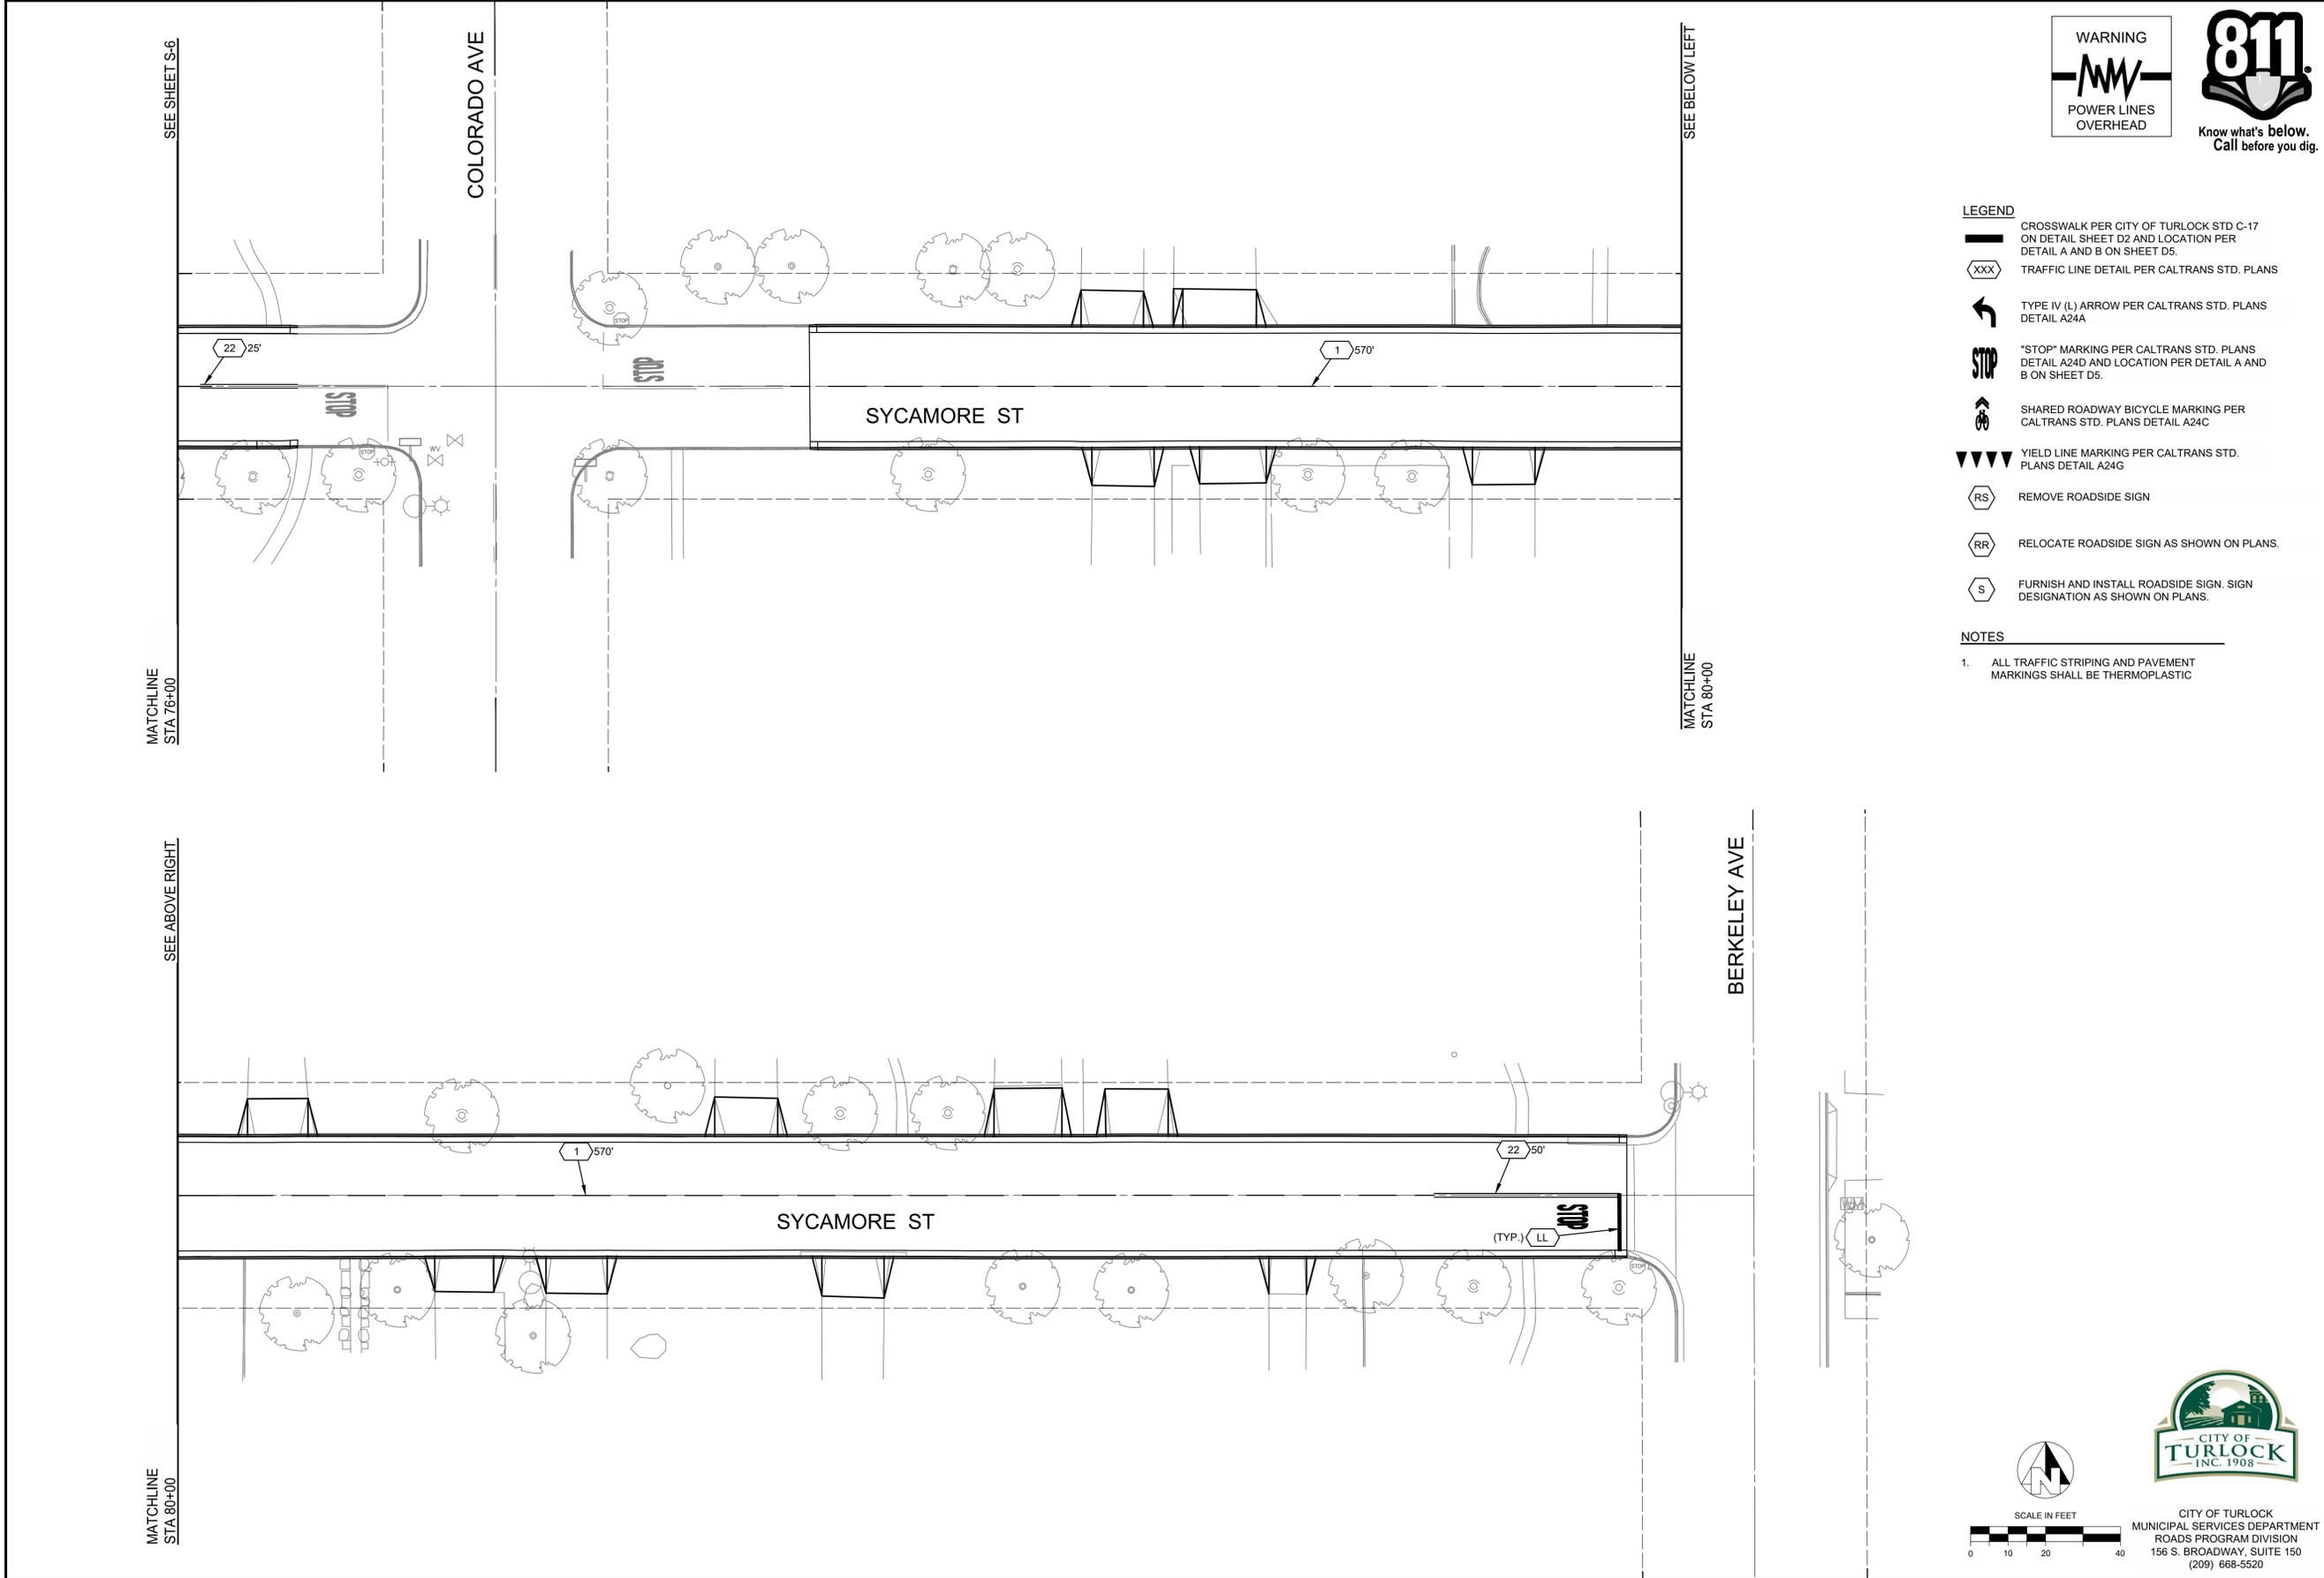 SEE SHEET S-6
COLORADO AVE
SEE BELOW LEFT
WARNING
POWER LINES
OVERHEAD
811
Know what's below.
Call before you dig.
LEGEND
CROSSWALK PER CITY OF TURLOCK STD C-17
ON DETAIL SHEET D2 AND LOCATION PER
DETAIL A AND B ON SHEET D5.
XXX TRAFFIC LINE DETAIL PER CALTRANS STD. PLANS
TYPE IV (L) ARROW PER CALTRANS STD. PLANS
DETAIL A24A
STOP
"STOP" MARKING PER CALTRANS STD. PLANS
DETAIL A24D AND LOCATION PER DETAIL A AND
B ON SHEET D5.
SHARED ROADWAY BICYCLE MARKING PER
CALTRANS STD. PLANS DETAIL A24C
YIELD LINE MARKING PER CALTRANS STD.
PLANS DETAIL A24G
RS REMOVE ROADSIDE SIGN
RR RELOCATE ROADSIDE SIGN AS SHOWN ON PLANS.
S FURNISH AND INSTALL ROADSIDE SIGN. SIGN
DESIGNATION AS SHOWN ON PLANS.
NOTES
1. ALL TRAFFIC STRIPING AND PAVEMENT
MARKINGS SHALL BE THERMOPLASTIC
STOP
22 25'
1 570'
STOP
STOP
SYCAMORE ST
STOP
WV
MATCHLINE
STA 76+00
MATCHLINE
STA 80+00
SEE ABOVE RIGHT
BERKELEY AVE
1 570'
22 50'
SYCAMORE ST
STOP
(TYP.) LL
STOP
MATCHLINE
STA 80+00
CITY OF
TURLOCK
INC. 1908
N
SCALE IN FEET
0 10 20 40
CITY OF TURLOCK
MUNICIPAL SERVICES DEPARTMENT
ROADS PROGRAM DIVISION
156 S. BROADWAY, SUITE 150
(209) 668-5520